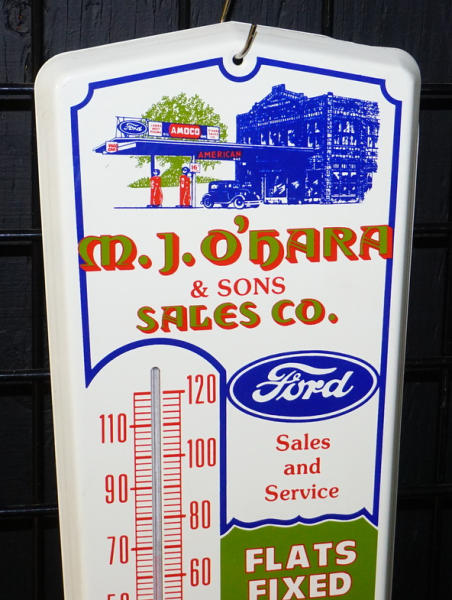 Ford
AMOCO
AMERICAN
M. J. O'HARA
& SONS
SALES CO.
Ford
Sales
and
Service
120
110
100
90
80
70
60
FLATS
FIXED